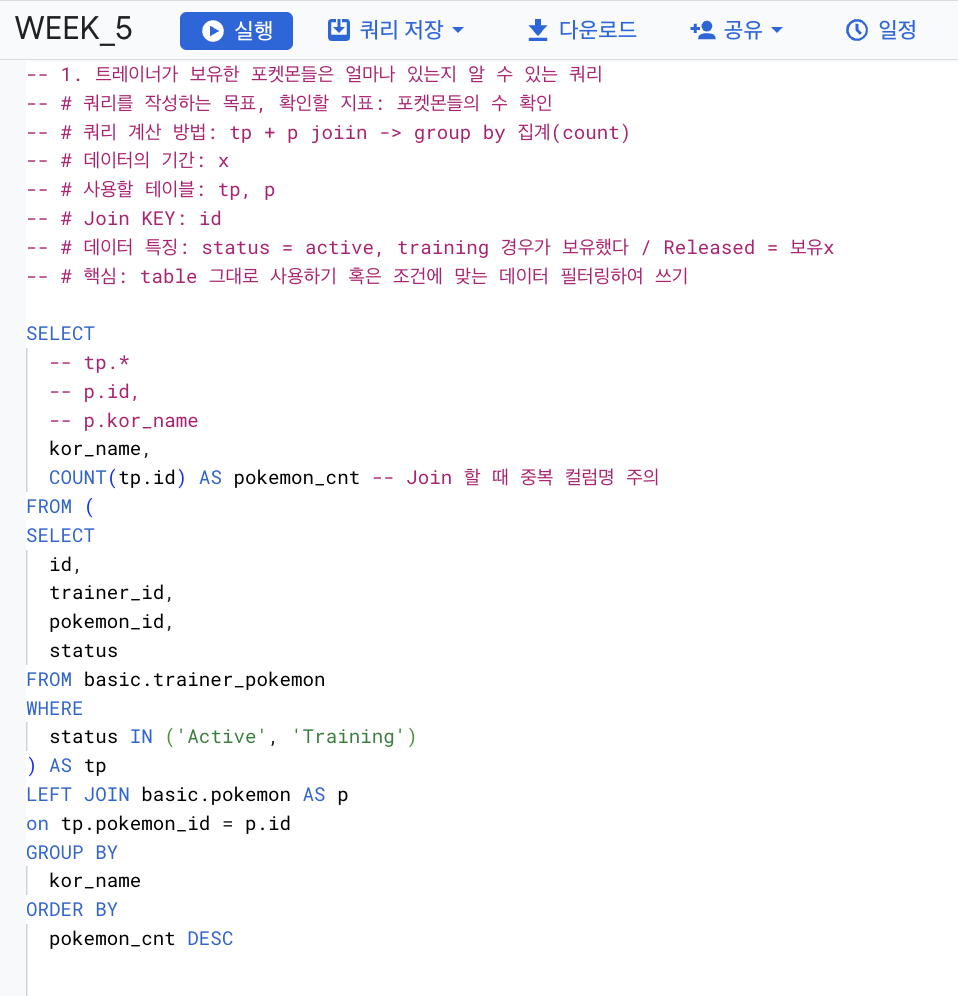 WEEK_5
실행
쿼리 저장
다운로드
공유
일정
-- 1. 트레이너가 보유한 포켓몬들은 얼마나 있는지 알 수 있는 쿼리
-- # 쿼리를 작성하는 목표, 확인할 지표: 포켓몬들의 수 확인
-- # 쿼리 계산 방법: tp + p joiin -> group by 집계(count)
-- # 데이터의 기간: x
-- # 사용할 테이블: tp, p
-- # Join KEY: id
-- # 데이터 특징: status = active, training 경우가 보유했다 / Released = 보유x
-- # 핵심: table 그대로 사용하기 혹은 조건에 맞는 데이터 필터링하여 쓰기
SELECT
-- tp.*
-- p.id,
-- p.kor_name
kor_name,
COUNT(tp.id) AS pokemon_cnt -- Join 할 때 중복 컬럼명 주의
FROM (
SELECT
id,
trainer_id,
pokemon_id,
status
FROM basic.trainer_pokemon
WHERE
status IN ('Active', 'Training')
) AS tp
LEFT JOIN basic.pokemon AS p
on tp.pokemon_id = p.id
GROUP BY
kor_name
ORDER BY
pokemon_cnt DESC